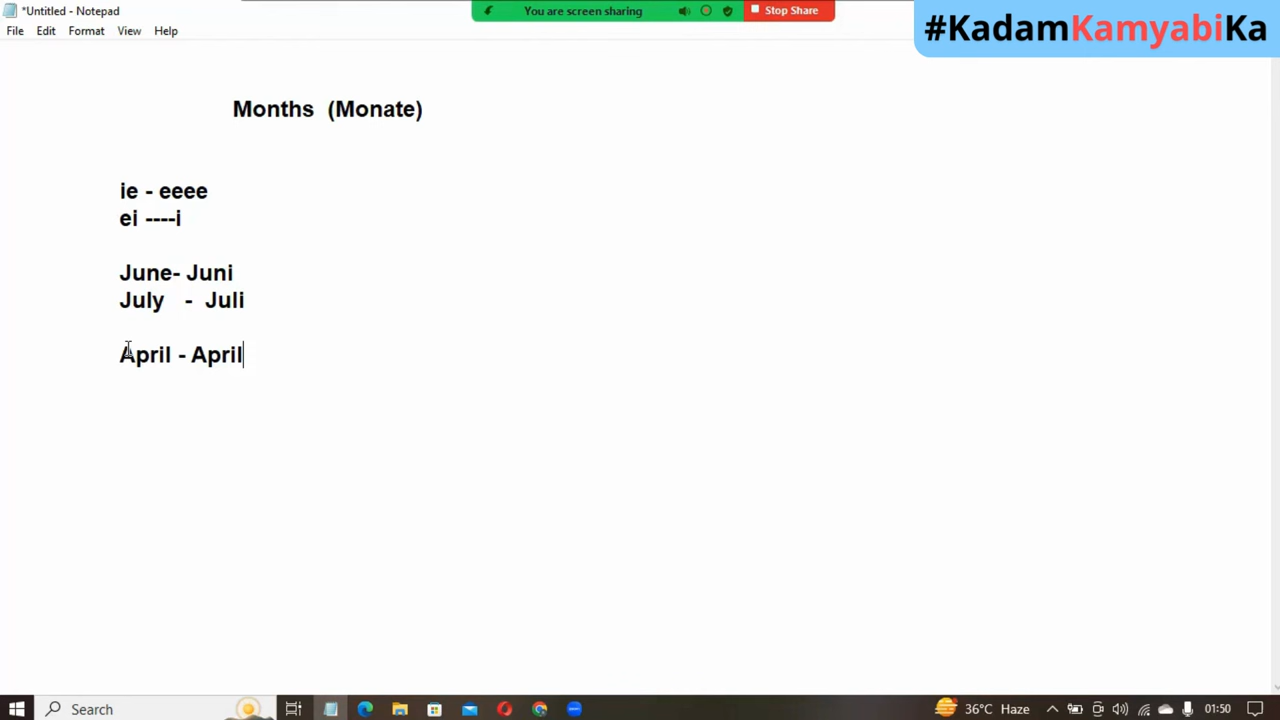 *Untitled - Notepad
You are screen sharing
Stop Share
#KadamKamyabiKa
File Edit Format View Help
Months (Monate)
ie - eeee
ei ----i
June- Juni
July - Juli
April - April
Search
36°C Haze
01:50